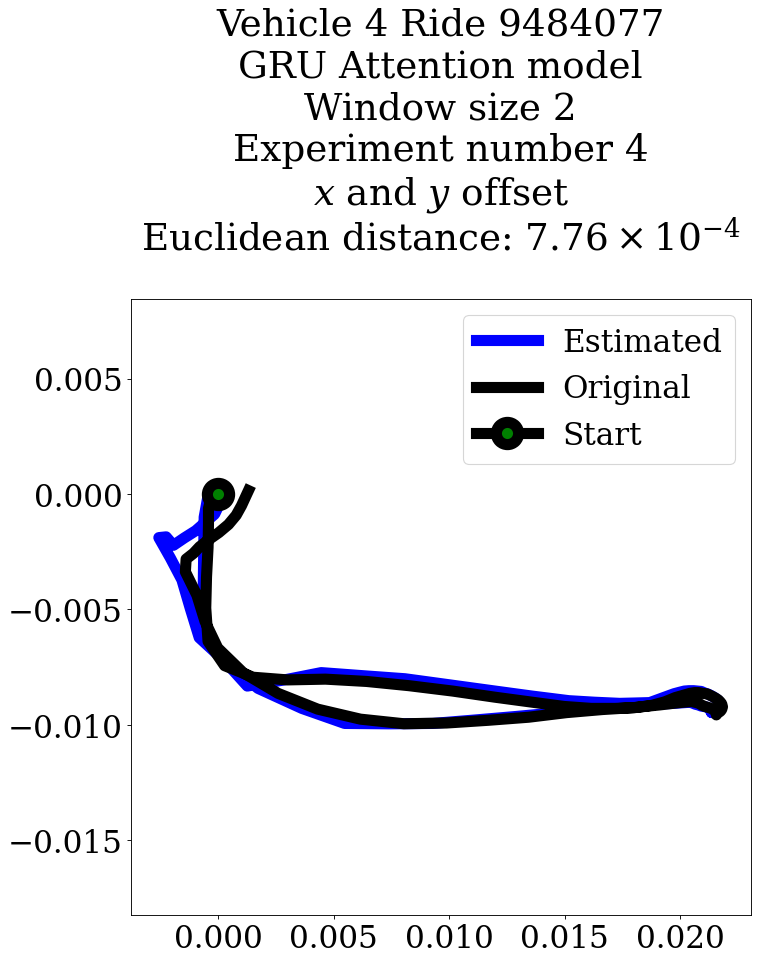 Vehicle 4 Ride 9484077
GRU Attention model
Window size 2
Experiment number 4
x and y offset
Euclidean distance: 7.76 × 10⁻⁴
Estimated
Original
Start
0.005
0.000
−0.005
−0.010
−0.015
0.000 0.005 0.010 0.015 0.020